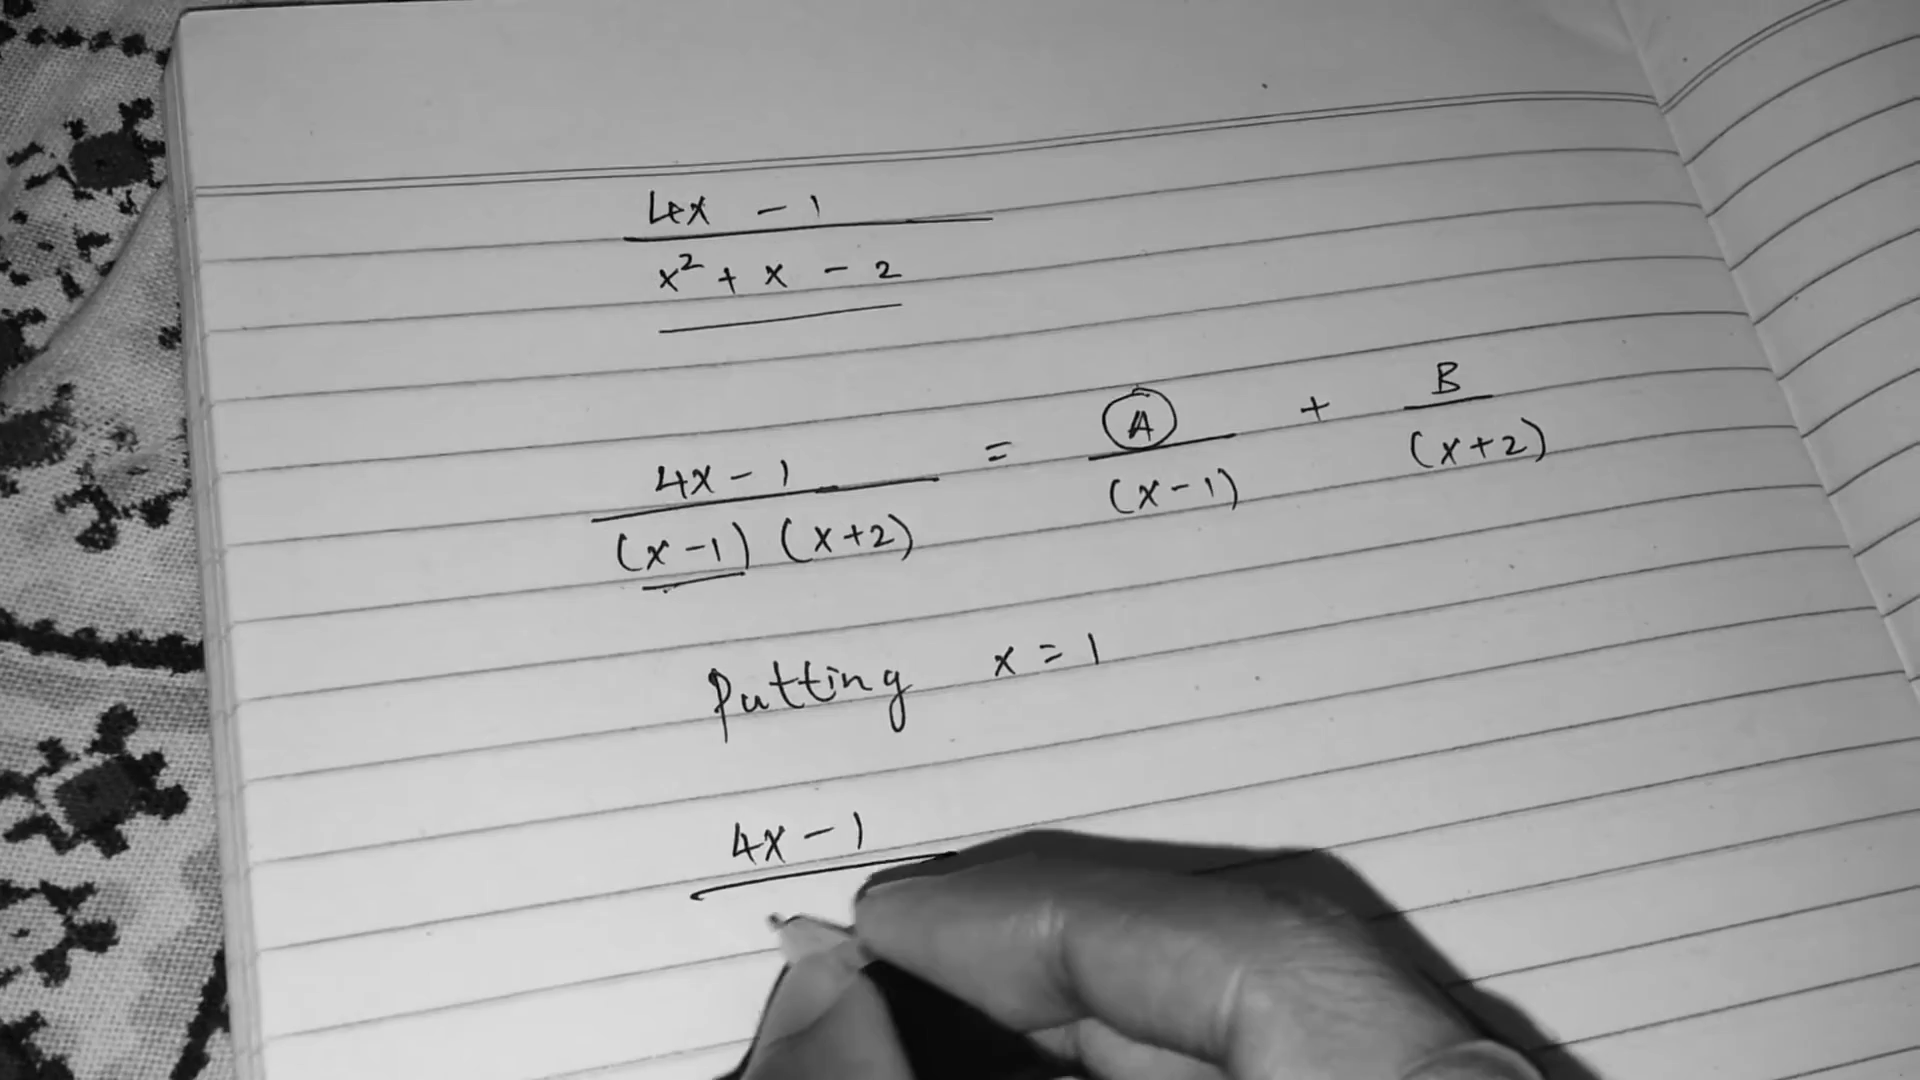 4x - 1
x² + x - 2
4x - 1 / (x - 1) (x + 2) = A / (x - 1) + B / (x + 2)
Putting x = 1
4x - 1